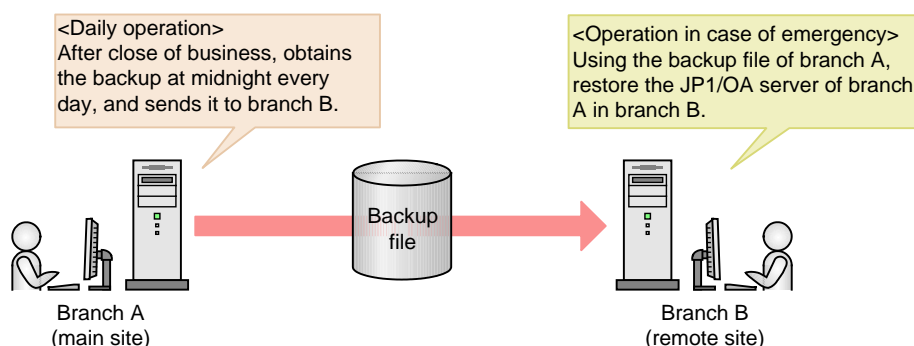 <Daily operation>
After close of business, obtains
the backup at midnight every
day, and sends it to branch B.
<Operation in case of emergency>
Using the backup file of branch A,
restore the JP1/OA server of branch
A in branch B.
Backup
file
Branch A
(main site)
Branch B
(remote site)